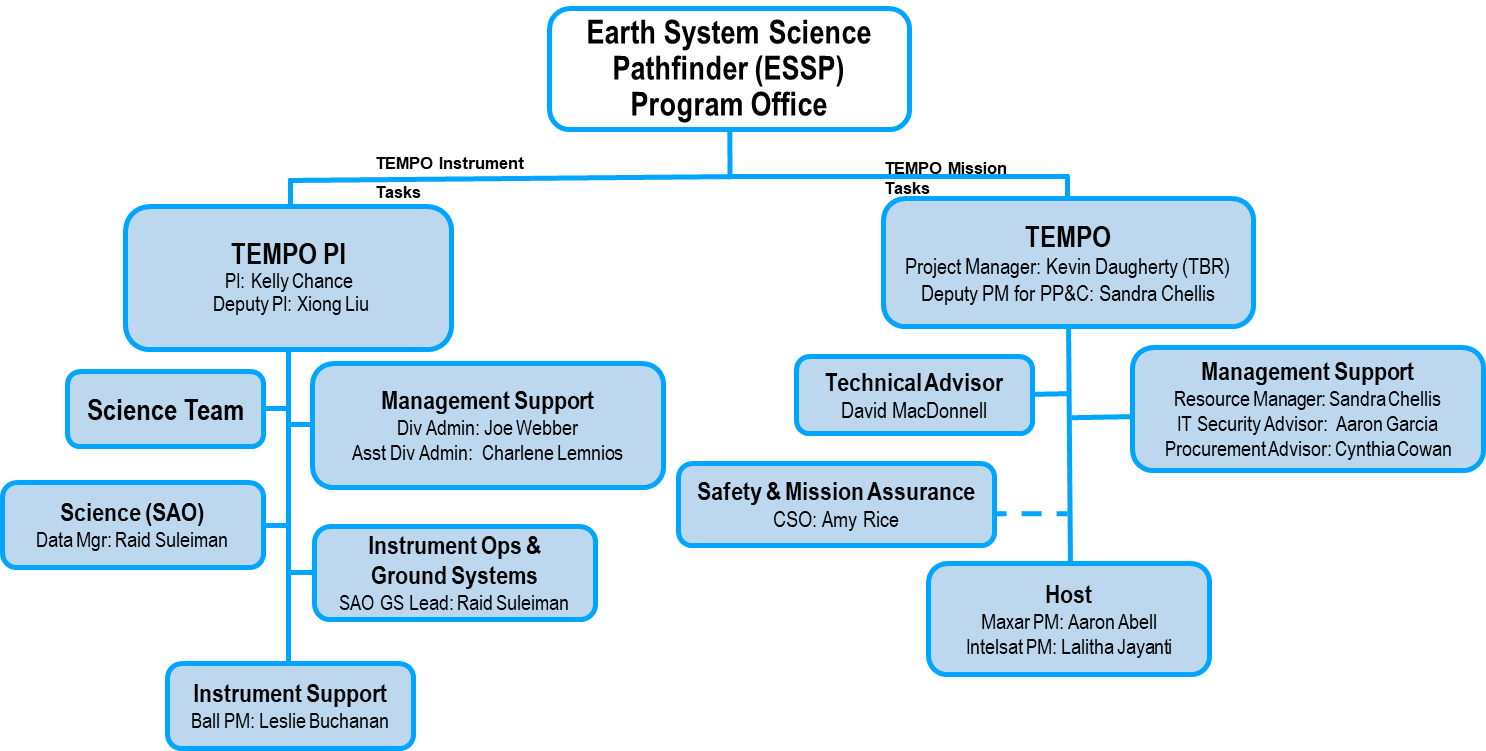 Earth System Science
Pathfinder (ESSP)
Program Office
TEMPO Instrument
Tasks
TEMPO Mission
Tasks
TEMPO PI
PI: Kelly Chance
Deputy PI: Xiong Liu
TEMPO
Project Manager: Kevin Daugherty (TBR)
Deputy PM for PP&C: Sandra Chellis
Science Team
Management Support
Div Admin: Joe Webber
Asst Div Admin: Charlene Lemnios
Science (SAO)
Data Mgr: Raid Suleiman
Instrument Ops &
Ground Systems
SAO GS Lead: Raid Suleiman
Instrument Support
Ball PM: Leslie Buchanan
Technical Advisor
David MacDonnell
Management Support
Resource Manager: Sandra Chellis
IT Security Advisor: Aaron Garcia
Procurement Advisor: Cynthia Cowan
Safety & Mission Assurance
CSO: Amy Rice
Host
Maxar PM: Aaron Abell
Intelsat PM: Lalitha Jayanti